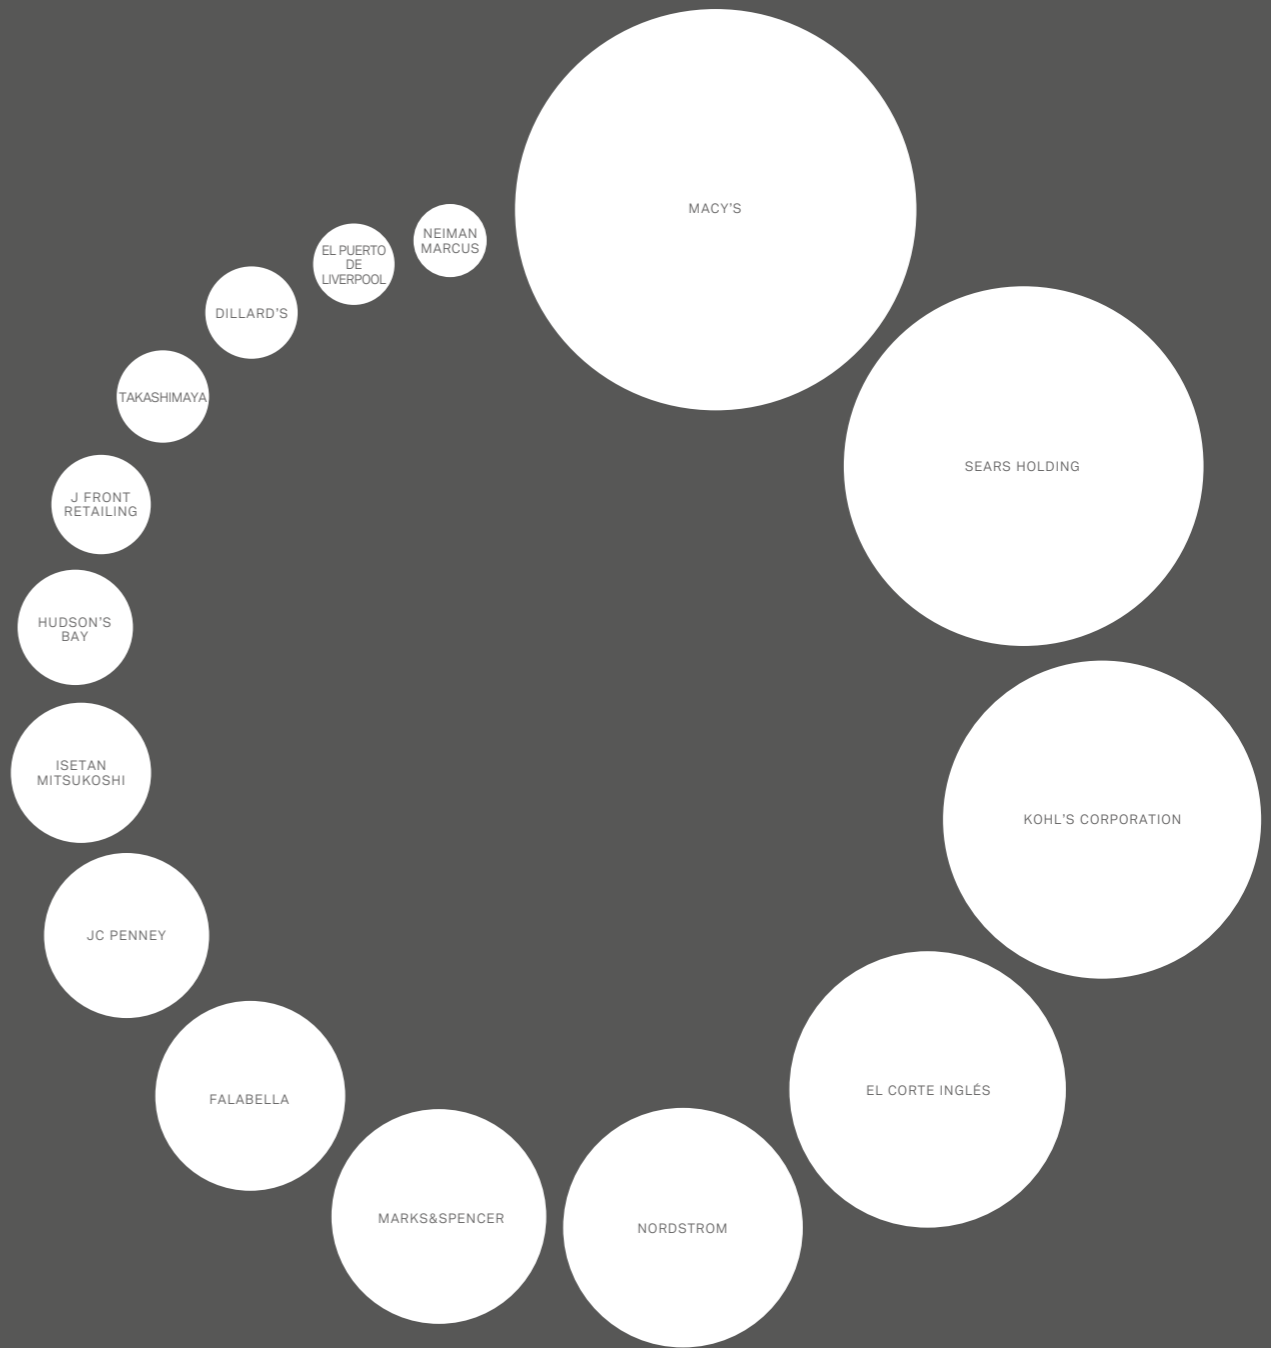 MACY'S
SEARS HOLDING
KOHL'S CORPORATION
EL CORTE INGLÉS
NORDSTROM
MARKS&SPENCER
FALABELLA
JC PENNEY
ISETAN
MITSUKOSHI
HUDSON'S
BAY
J FRONT
RETAILING
TAKASHIMAYA
DILLARD'S
EL PUERTO
DE
LIVERPOOL
NEIMAN
MARCUS